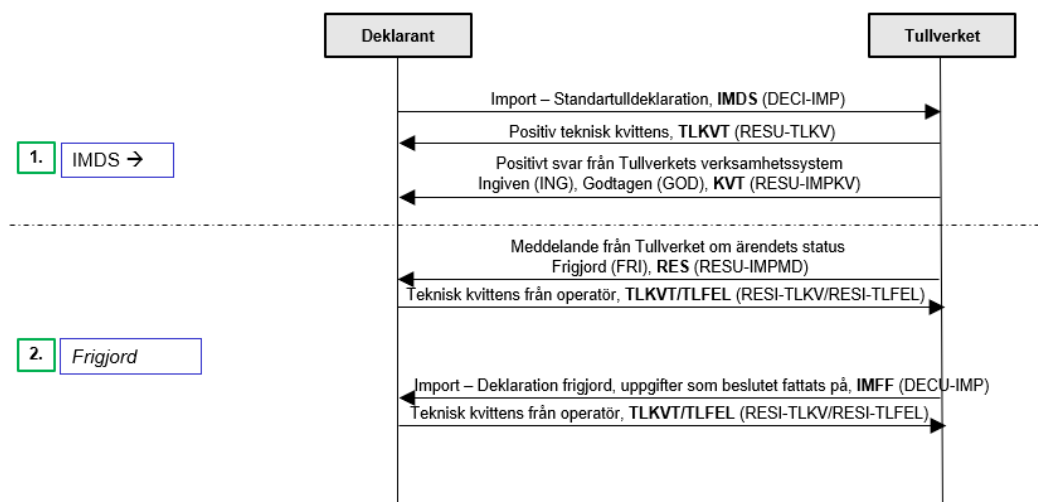 Deklarant
Tullverket
Import – Standartulldeklaration, IMDS (DECI-IMP)
Positiv teknisk kvittens, TLKVT (RESU-TLKV)
1.
IMDS →
Positivt svar från Tullverkets verksamhetssystem
Ingiven (ING), Godtagen (GOD), KVT (RESU-IMPKV)
Meddelande från Tullverket om ärendets status
Frigjord (FRI), RES (RESU-IMPMD)
Teknisk kvittens från operatör, TLKVT/TLFEL (RESI-TLKV/RESI-TLFEL)
2.
Frigjord
Import – Deklaration frigjord, uppgifter som beslutet fattats på, IMFF (DECU-IMP)
Teknisk kvittens från operatör, TLKVT/TLFEL (RESI-TLKV/RESI-TLFEL)